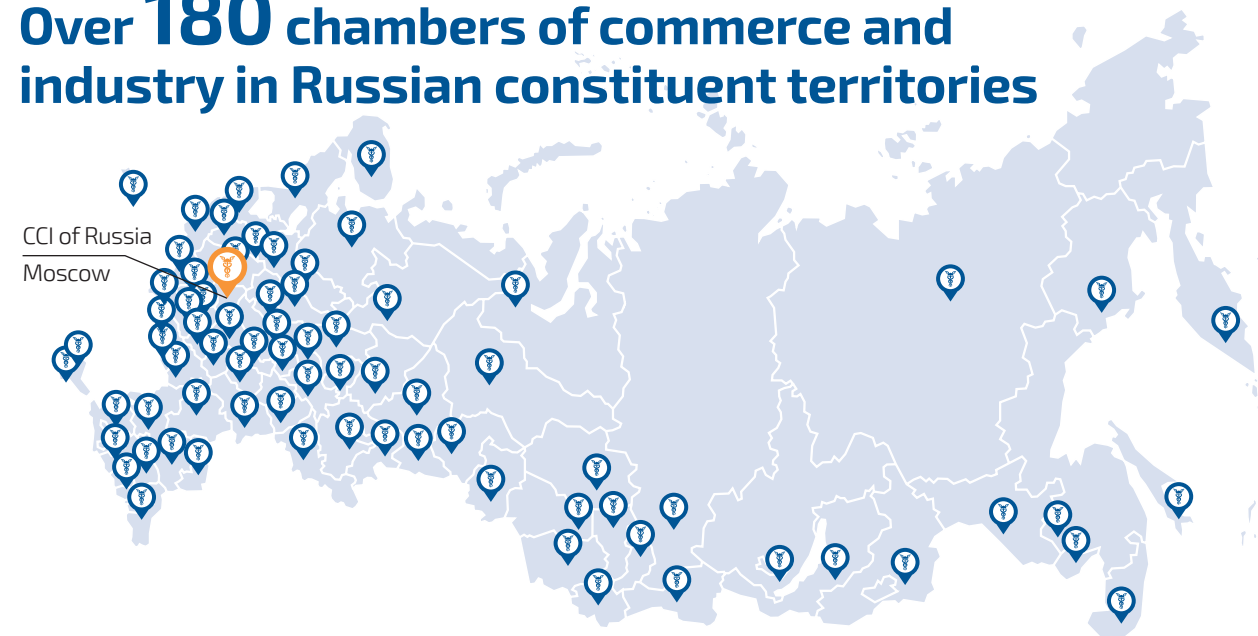 Over 180 chambers of commerce and
industry in Russian constituent territories
CCI of Russia
Moscow